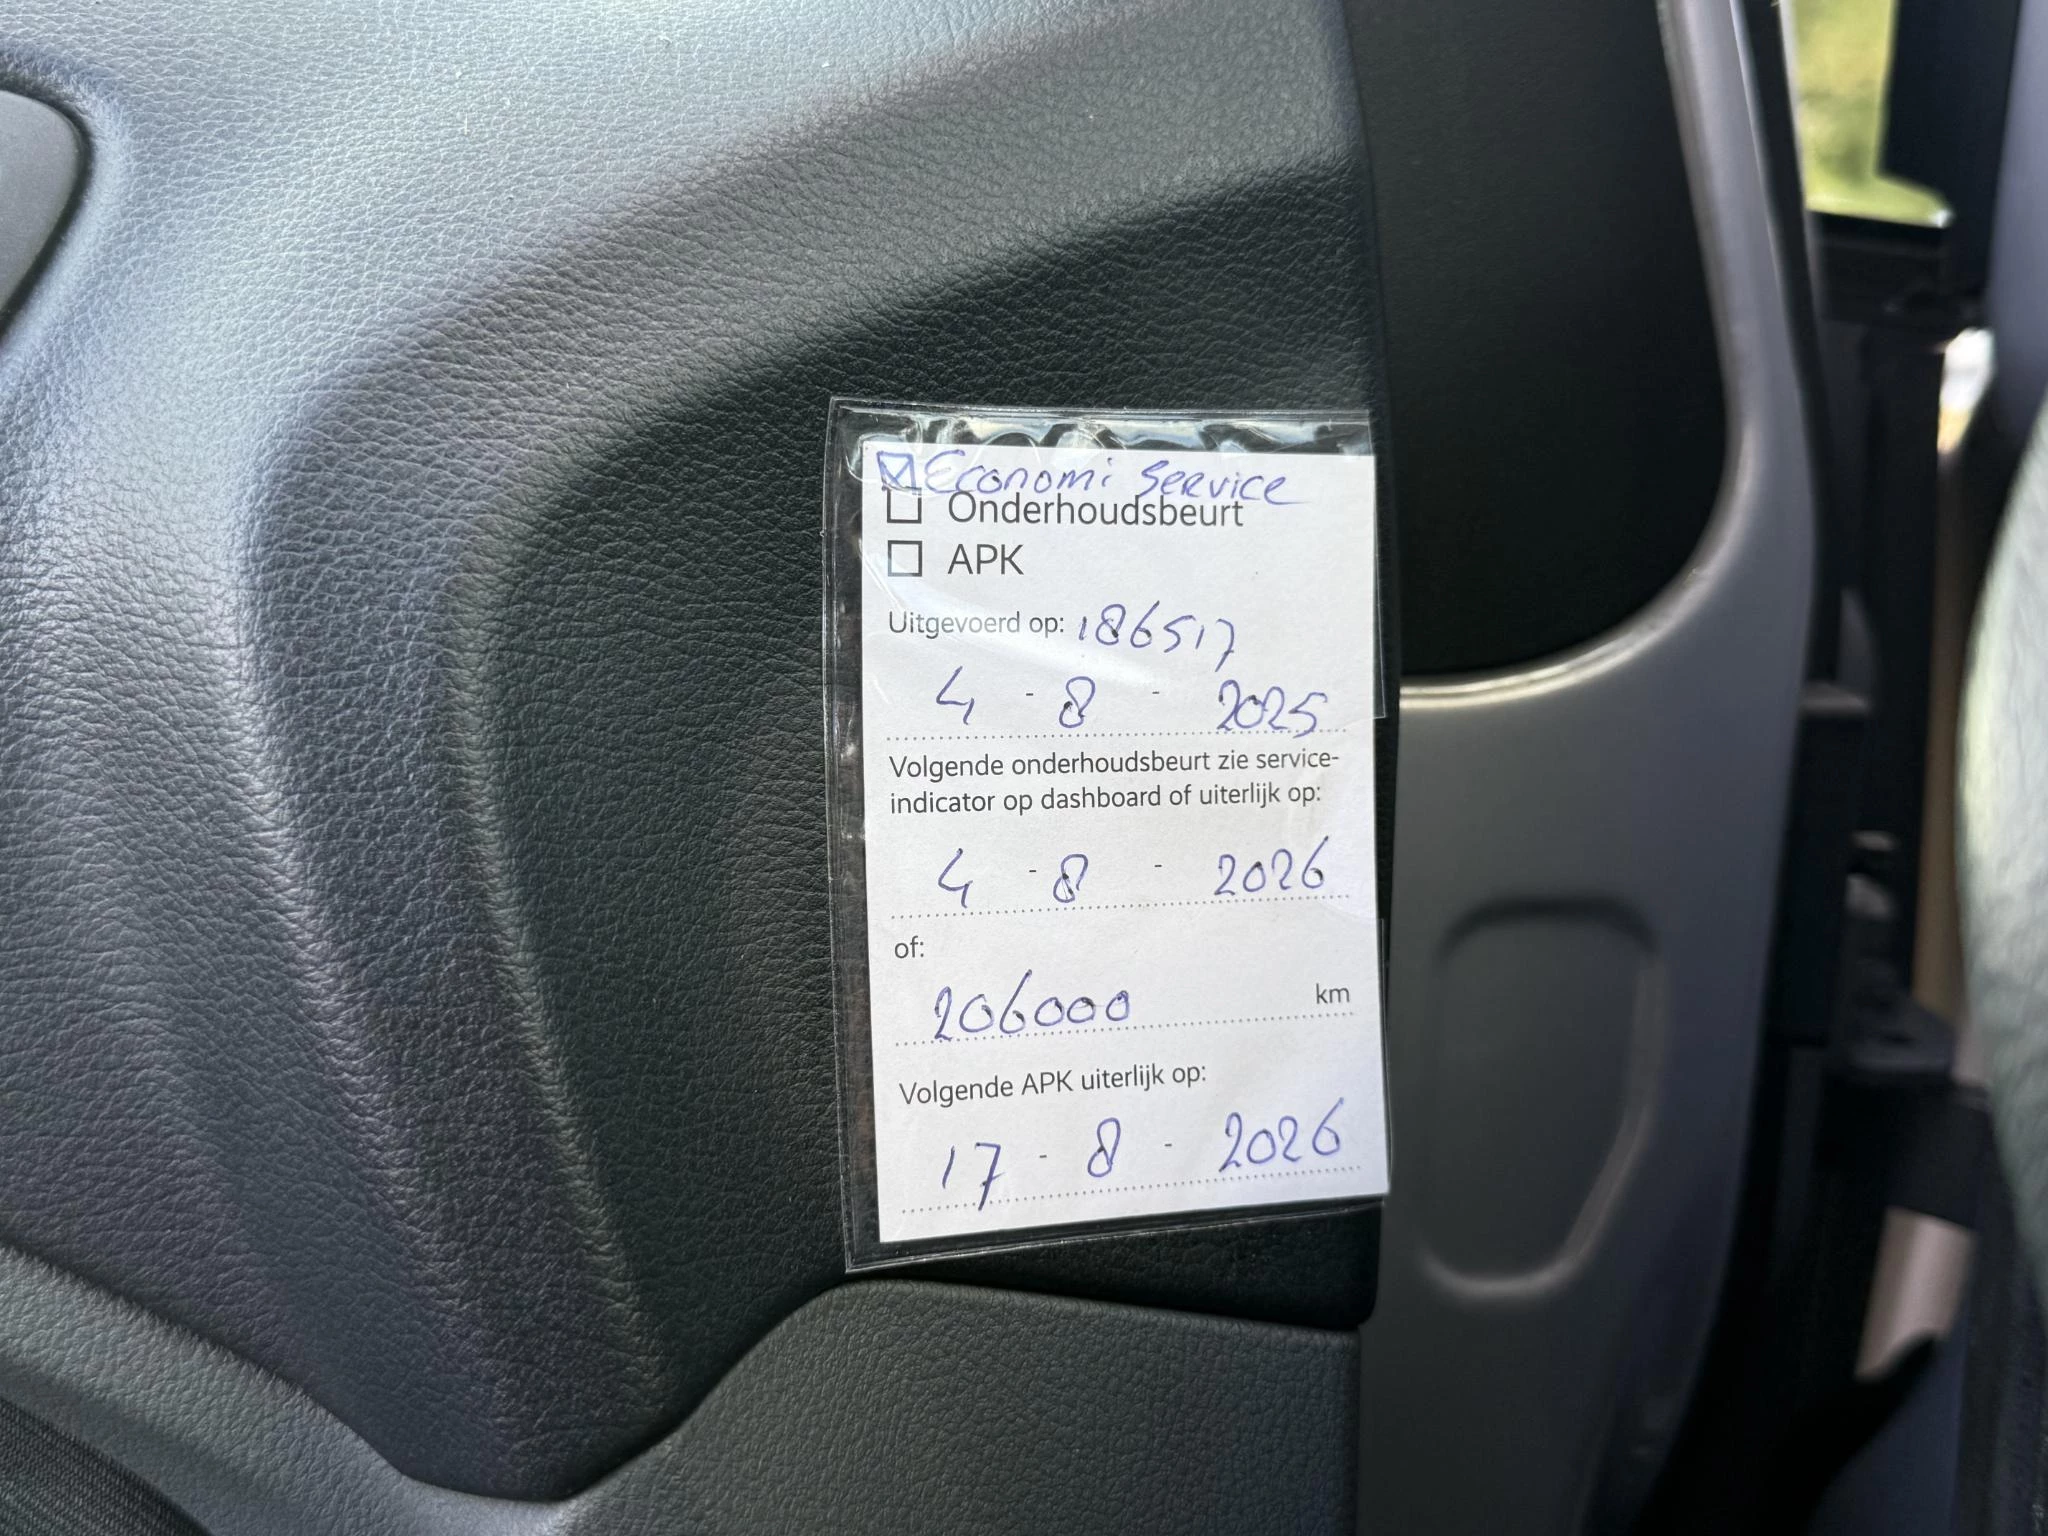 ☑ Economi Service
☐ Onderhoudsbeurt
☐ APK
Uitgevoerd op: 186517
4 - 8 - 2025
Volgende onderhoudsbeurt zie service-
indicator op dashboard of uiterlijk op:
4 - 8 - 2026
of:
206000 km
Volgende APK uiterlijk op:
17 - 8 - 2026